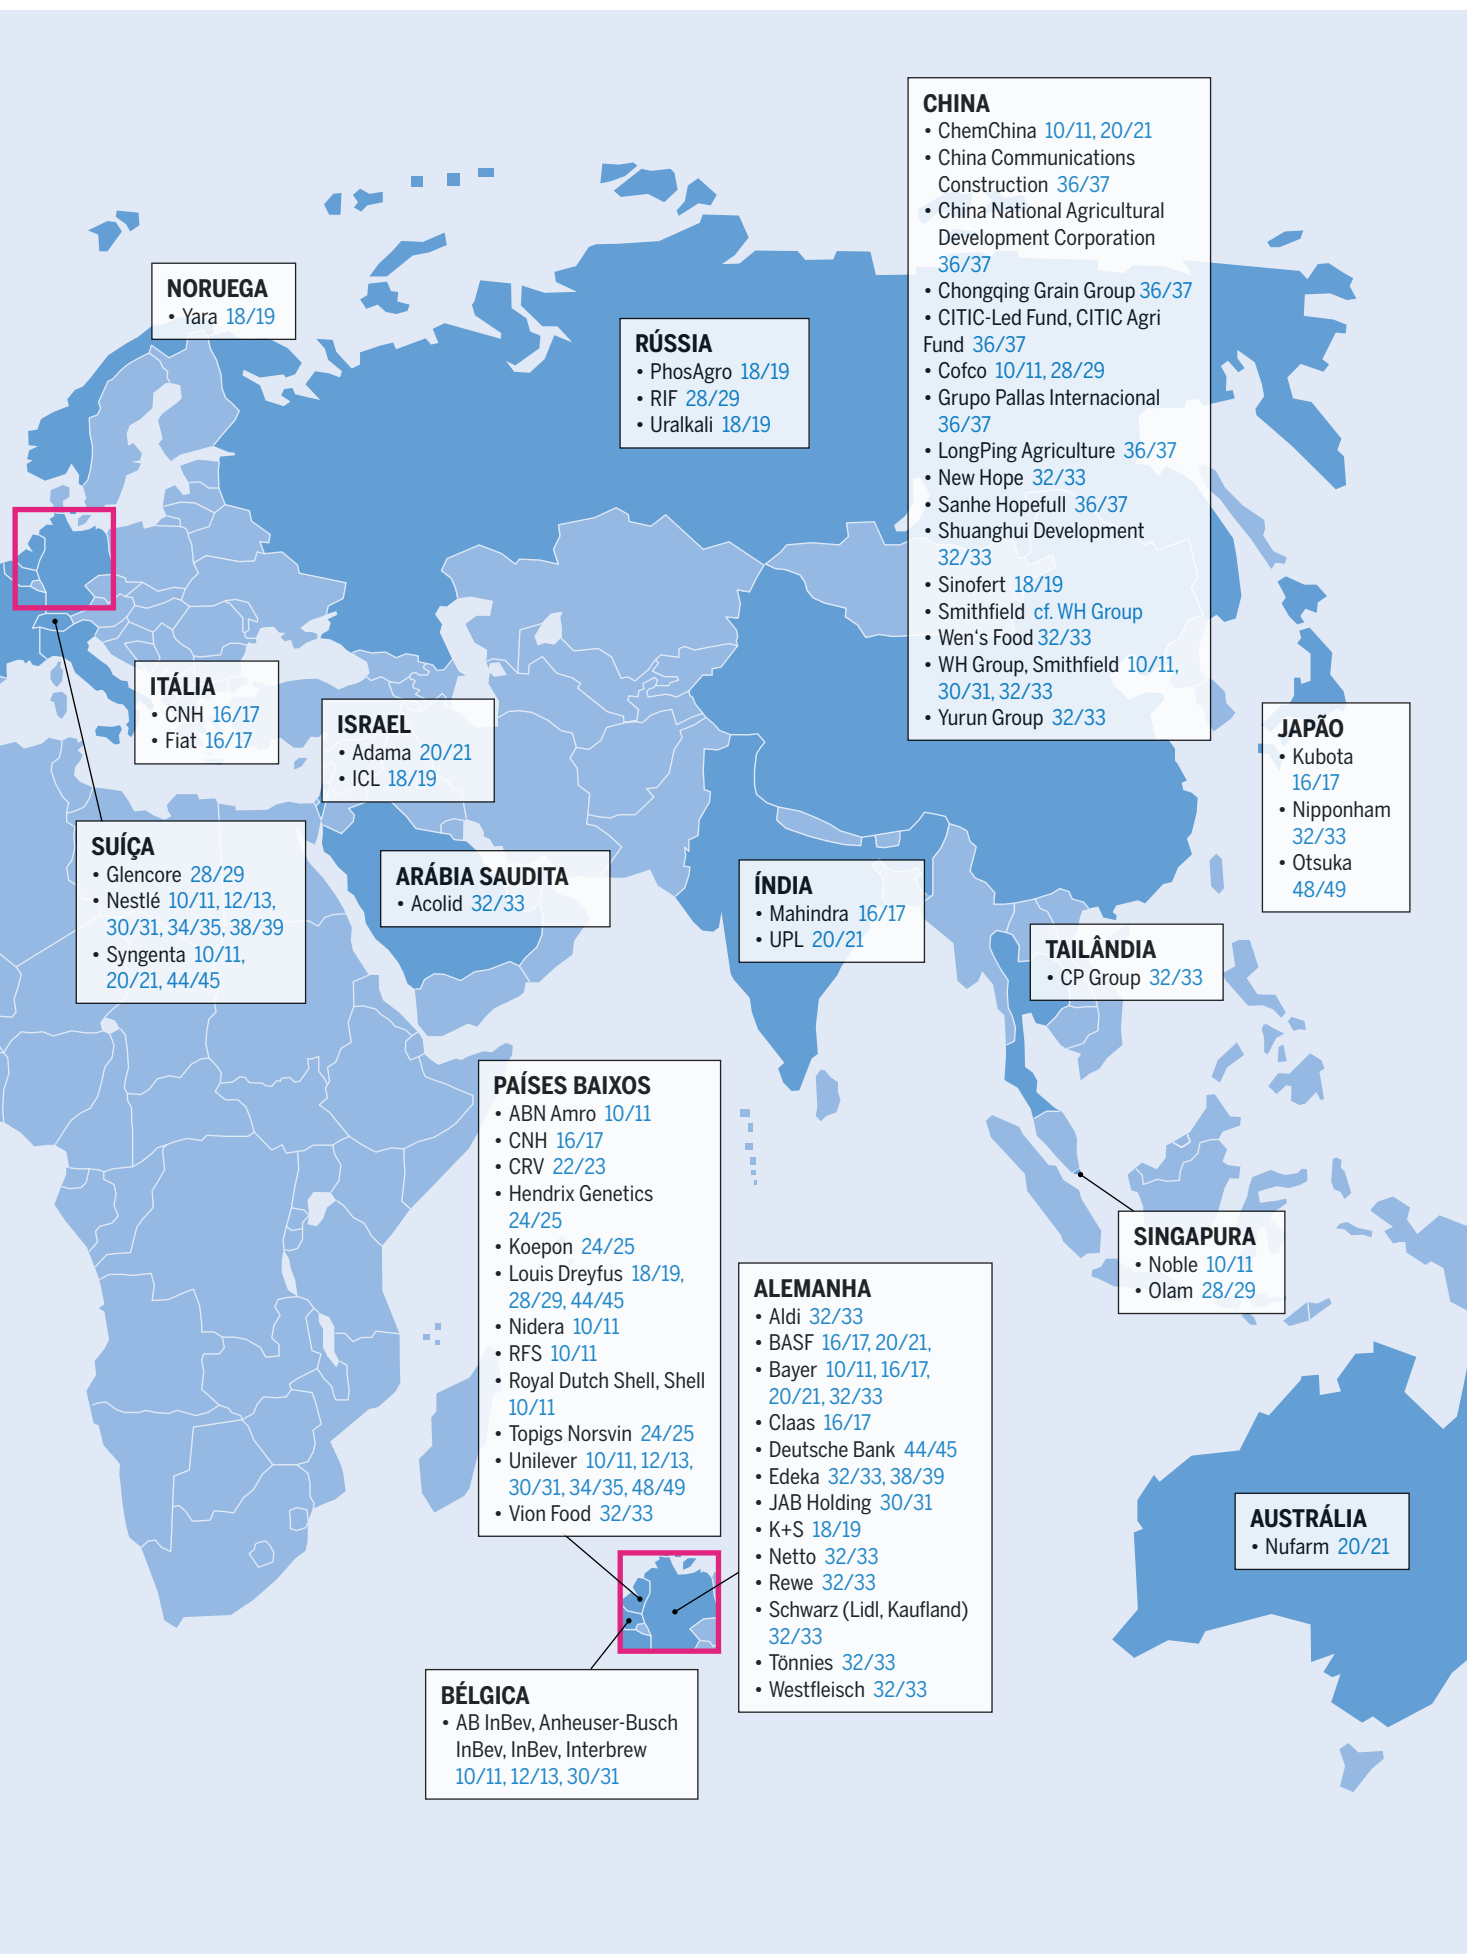 CHINA
• ChemChina 10/11, 20/21
• China Communications
Construction 36/37
• China National Agricultural
Development Corporation
36/37
• Chongqing Grain Group 36/37
• CITIC-Led Fund, CITIC Agri
Fund 36/37
• Cofco 10/11, 28/29
• Grupo Pallas Internacional
36/37
• LongPing Agriculture 36/37
• New Hope 32/33
• Sanhe Hopefull 36/37
• Shuanghui Development
32/33
• Sinofert 18/19
• Smithfield cf. WH Group
• Wen‘s Food 32/33
• WH Group, Smithfield 10/11,
30/31, 32/33
• Yurun Group 32/33
NORUEGA
• Yara 18/19
RÚSSIA
• PhosAgro 18/19
• RIF 28/29
• Uralkali 18/19
ITÁLIA
• CNH 16/17
• Fiat 16/17
ISRAEL
• Adama 20/21
• ICL 18/19
JAPÃO
• Kubota
16/17
• Nipponham
32/33
• Otsuka
48/49
SUÍÇA
• Glencore 28/29
• Nestlé 10/11, 12/13,
30/31, 34/35, 38/39
• Syngenta 10/11,
20/21, 44/45
ARÁBIA SAUDITA
• Acolid 32/33
ÍNDIA
• Mahindra 16/17
• UPL 20/21
TAILÂNDIA
• CP Group 32/33
PAÍSES BAIXOS
• ABN Amro 10/11
• CNH 16/17
• CRV 22/23
• Hendrix Genetics
24/25
• Koepon 24/25
• Louis Dreyfus 18/19,
28/29, 44/45
• Nidera 10/11
• RFS 10/11
• Royal Dutch Shell, Shell
10/11
• Topigs Norsvin 24/25
• Unilever 10/11, 12/13,
30/31, 34/35, 48/49
• Vion Food 32/33
SINGAPURA
• Noble 10/11
• Olam 28/29
ALEMANHA
• Aldi 32/33
• BASF 16/17, 20/21,
• Bayer 10/11, 16/17,
20/21, 32/33
• Claas 16/17
• Deutsche Bank 44/45
• Edeka 32/33, 38/39
• JAB Holding 30/31
• K+S 18/19
• Netto 32/33
• Rewe 32/33
• Schwarz (Lidl, Kaufland)
32/33
• Tönnies 32/33
• Westfleisch 32/33
AUSTRÁLIA
• Nufarm 20/21
BÉLGICA
• AB InBev, Anheuser-Busch
InBev, InBev, Interbrew
10/11, 12/13, 30/31